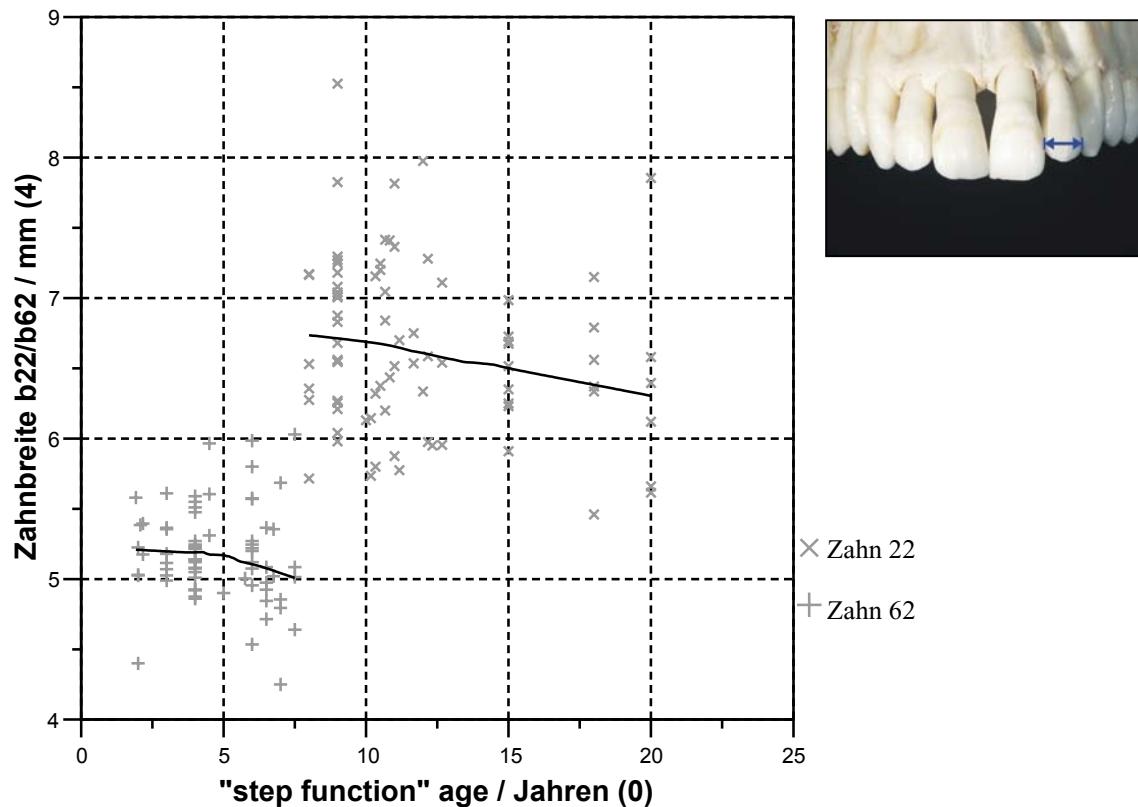 9
8
7
6
5
4
0 5 10 15 20 25
Zahnbreite b22/b62 / mm (4)
"step function" age / Jahren (0)
Zahn 22
Zahn 62